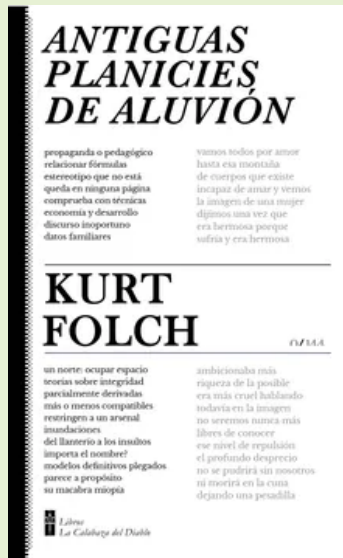 ANTIGUAS
PLANICIES
DE ALUVIÓN
propaganda o pedagógico
relacionar fórmulas
estereotipo que no está
queda en ninguna página
comprueba con técnicas
economía y desarrollo
discurso inoportuno
datos familiares
vamos todos por amor
hasta esa montaña
de cuerpos que existe
incapaz de amar y vemos
la imagen de una mujer
dijimos una vez que
era hermosa porque
sufría y era hermosa
KURT
FOLCH
un norte: ocupar espacio
teorías sobre integridad
parcialmente derivadas
más o menos compatibles
restringen a un arsenal
inundaciones
del llanterio a los insultos
importa el nombre?
modelos definitivos plegados
parece a propósito
su macabra miopía
ambicionaba más
riqueza de la posible
era más cruel hablando
todavía en la imagen
no seremos nunca más
libres de conocer
ese nivel de repulsión
el profundo desprecio
no se pudrirá sin nosotros
ni morirá en la cuna
dejando una pesadilla
Libros
La Calabaza del Diablo